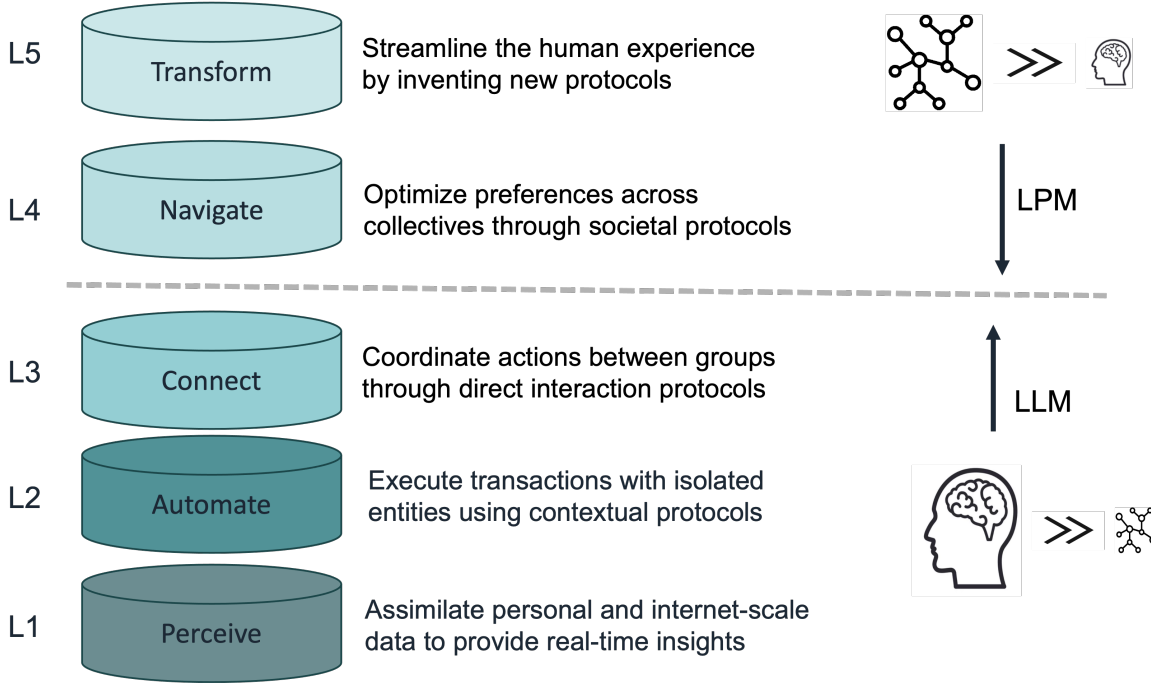 L5
Transform
Streamline the human experience
by inventing new protocols
L4
Navigate
Optimize preferences across
collectives through societal protocols
LPM
L3
Connect
Coordinate actions between groups
through direct interaction protocols
LLM
L2
Automate
Execute transactions with isolated
entities using contextual protocols
L1
Perceive
Assimilate personal and internet-scale
data to provide real-time insights